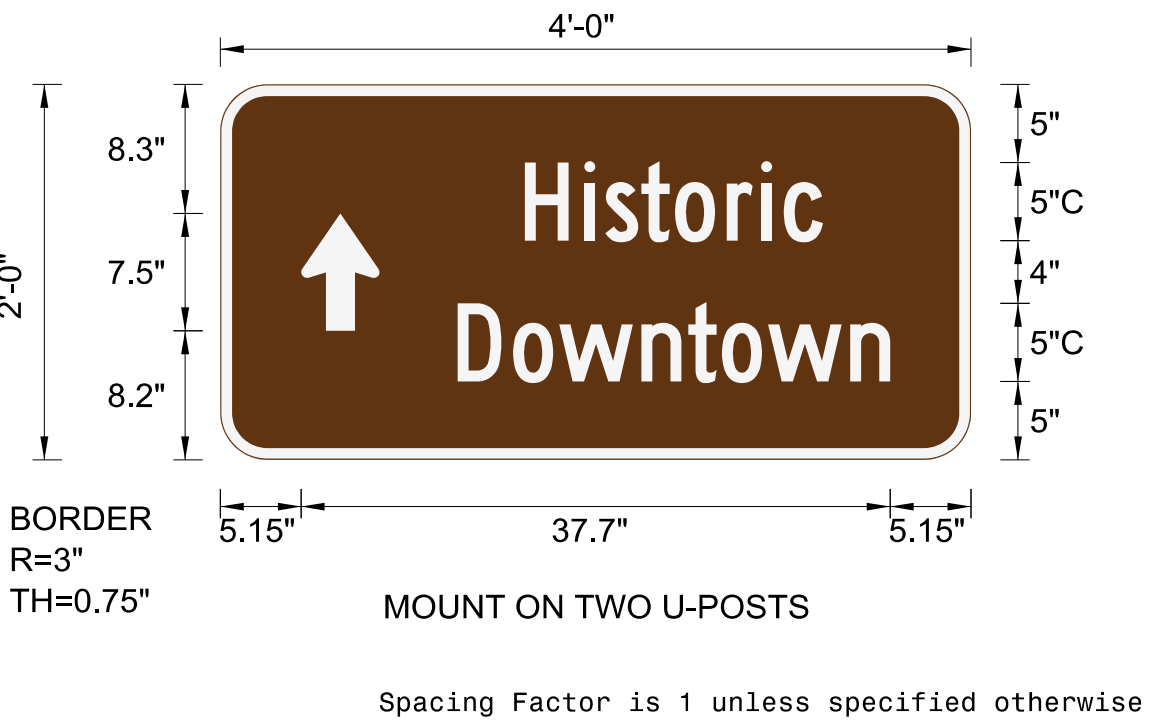 4'-0"
8.3"
7.5"
8.2"
2'-0"
Historic
Downtown
5"
5"C
4"
5"C
5"
5.15"
37.7"
5.15"
BORDER
R=3"
TH=0.75"
MOUNT ON TWO U-POSTS
Spacing Factor is 1 unless specified otherwise